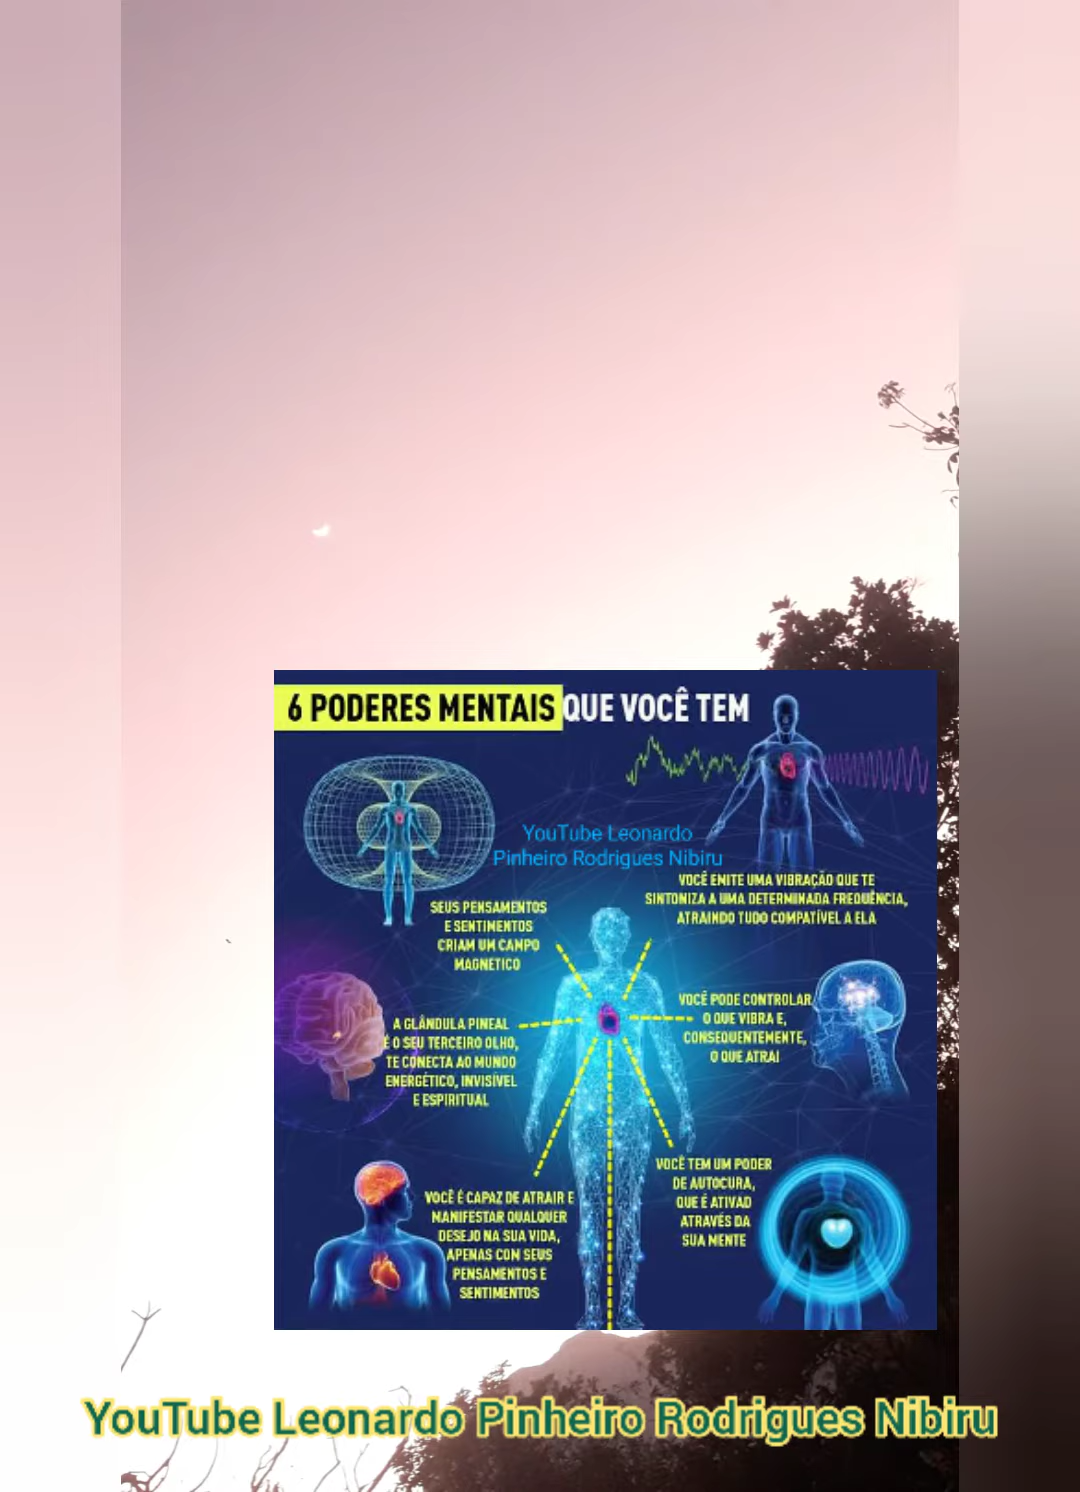 6 PODERES MENTAIS QUE VOCÊ TEM
YouTube Leonardo
Pinheiro Rodrigues Nibiru
VOCÊ EMITE UMA VIBRAÇÃO QUE TE
SINTONIZA A UMA DETERMINADA FREQUÊNCIA,
ATRAINDO TUDO COMPATÍVEL A ELA
SEUS PENSAMENTOS
E SENTIMENTOS
CRIAM UM CAMPO
MAGNETICO
VOCÊ PODE CONTROLAR
O QUE VIBRA E,
CONSEQUENTEMENTE,
O QUE ATRAI
A GLÂNDULA PINEAL
É O SEU TERCEIRO OLHO,
TE CONECTA AO MUNDO
ENERGÉTICO, INVISÍVEL
E ESPIRITUAL
VOCÊ TEM UM PODER
DE AUTOCURA,
QUE É ATIVAD
ATRAVÉS DA
SUA MENTE
VOCÊ É CAPAZ DE ATRAIR E
MANIFESTAR QUALQUER
DESEJO NA SUA VIDA,
APENAS COM SEUS
PENSAMENTOS E
SENTIMENTOS
YouTube Leonardo Pinheiro Rodrigues Nibiru